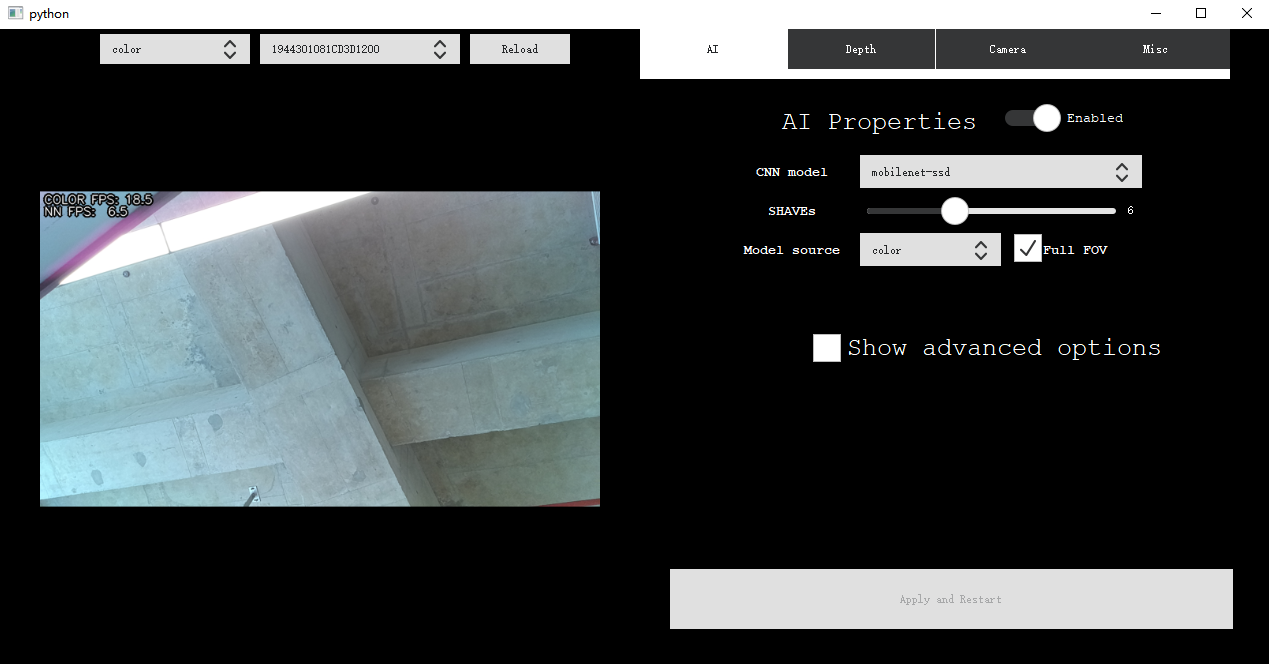 python
color
1944301081CD3D1200
Reload
AI
Depth
Camera
Misc
AI Properties
Enabled
CNN model
mobilenet-ssd
SHAVEs
6
Model source
color
Full FOV
Show advanced options
Apply and Restart
COLOR FPS: 18.5
NN FPS: 6.5